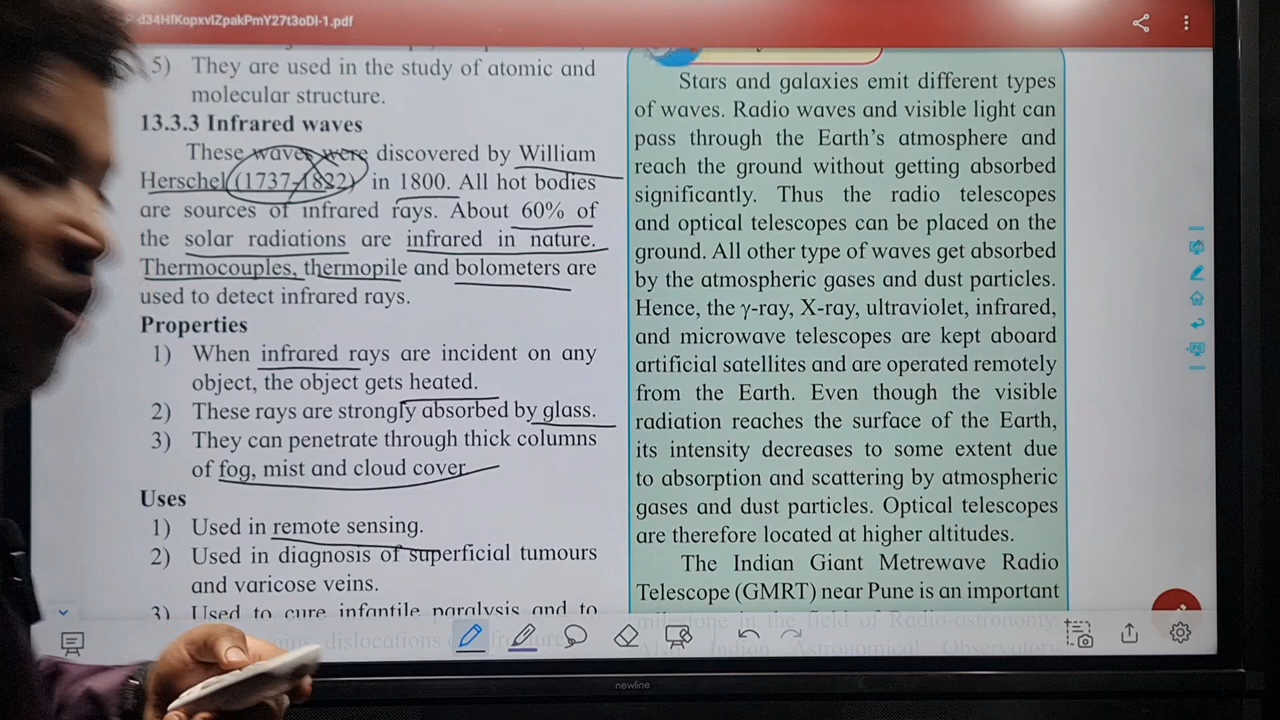 d34HfKopxvlZpakPmY27t3oDl-1.pdf
5) They are used in the study of atomic and
molecular structure.
13.3.3 Infrared waves
These waves were discovered by William
Herschel (1737-1822) in 1800. All hot bodies
are sources of infrared rays. About 60% of
the solar radiations are infrared in nature.
Thermocouples, thermopile and bolometers are
used to detect infrared rays.
Properties
1) When infrared rays are incident on any
object, the object gets heated.
2) These rays are strongly absorbed by glass.
3) They can penetrate through thick columns
of fog, mist and cloud cover
Uses
1) Used in remote sensing.
2) Used in diagnosis of superficial tumours
and varicose veins.
3) Used to cure infantile paralysis and to
dislocations
Stars and galaxies emit different types
of waves. Radio waves and visible light can
pass through the Earth's atmosphere and
reach the ground without getting absorbed
significantly. Thus the radio telescopes
and optical telescopes can be placed on the
ground. All other type of waves get absorbed
by the atmospheric gases and dust particles.
Hence, the γ-ray, X-ray, ultraviolet, infrared,
and microwave telescopes are kept aboard
artificial satellites and are operated remotely
from the Earth. Even though the visible
radiation reaches the surface of the Earth,
its intensity decreases to some extent due
to absorption and scattering by atmospheric
gases and dust particles. Optical telescopes
are therefore located at higher altitudes.
The Indian Giant Metrewave Radio
Telescope (GMRT) near Pune is an important
milestone in the field of Radio-astronomy.
Indian Astronomical Observatory
newline